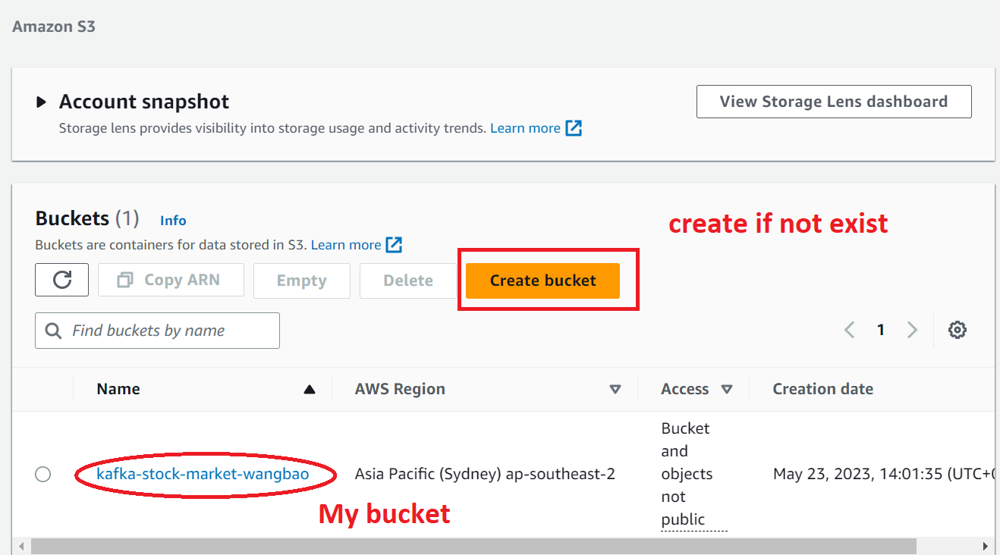 Amazon S3
Account snapshot
View Storage Lens dashboard
Storage lens provides visibility into storage usage and activity trends. Learn more
Buckets (1) Info
create if not exist
Buckets are containers for data stored in S3. Learn more
Copy ARN Empty Delete Create bucket
Find buckets by name
1
Name AWS Region Access Creation date
kafka-stock-market-wangbao Asia Pacific (Sydney) ap-southeast-2 Bucket
and
objects
not
public
May 23, 2023, 14:01:35 (UTC+
My bucket